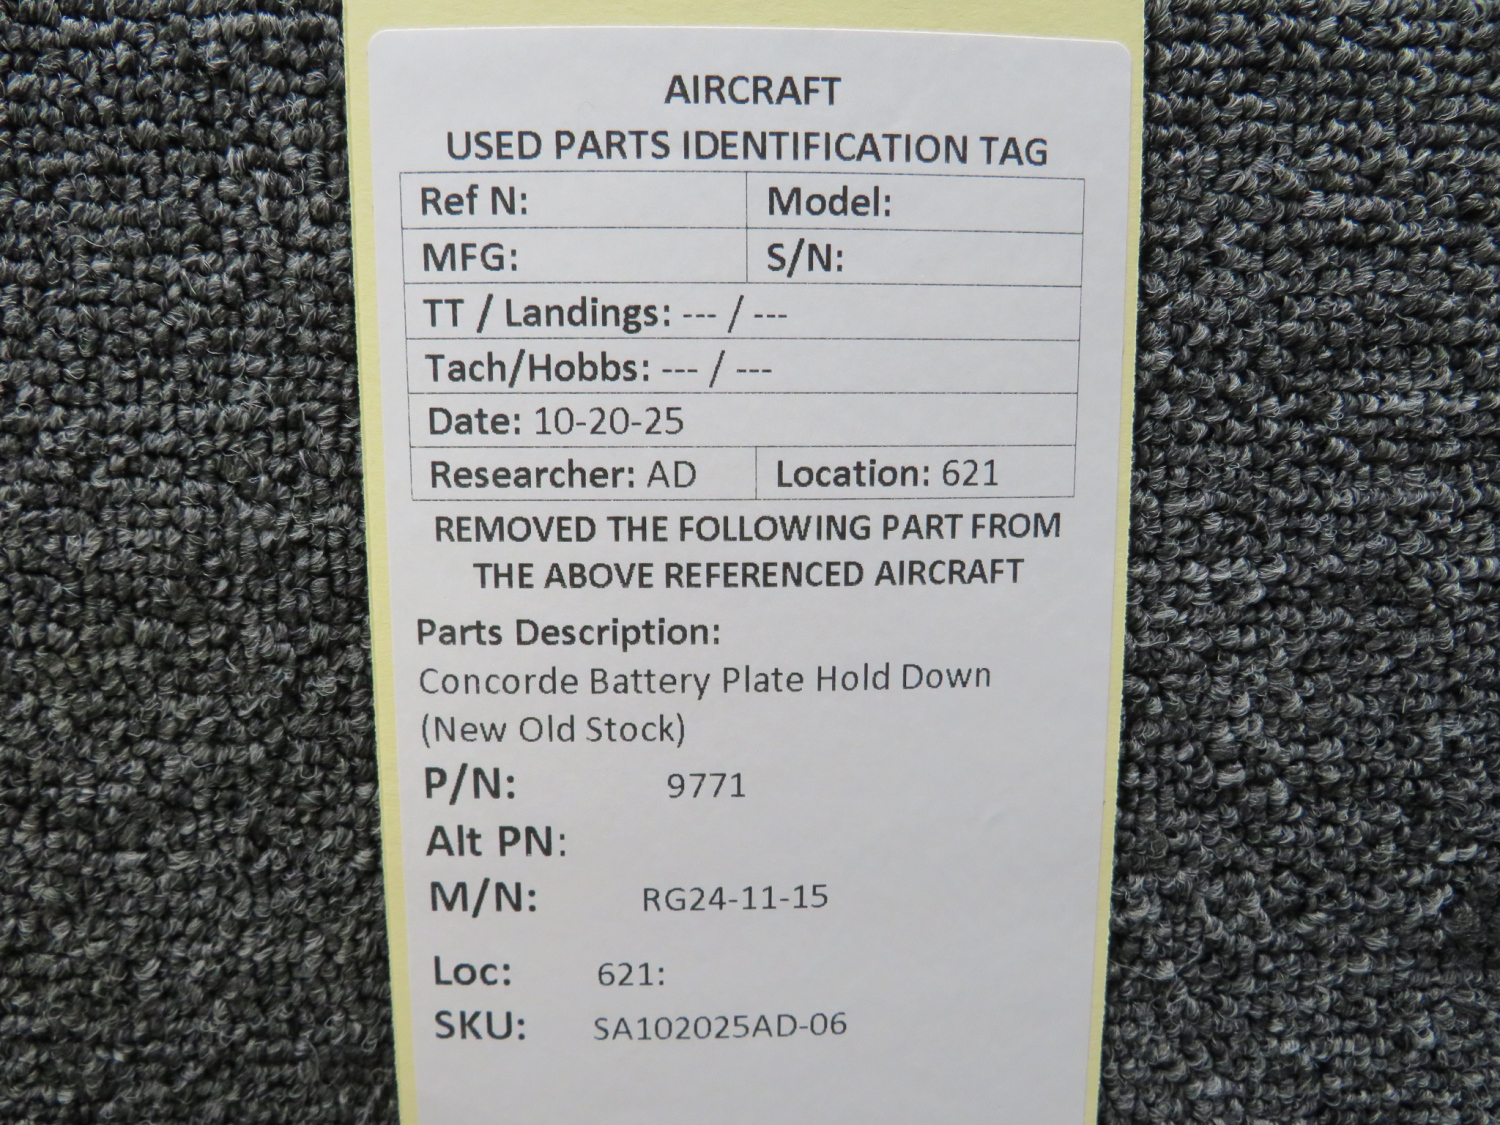 AIRCRAFT
USED PARTS IDENTIFICATION TAG
Ref N: Model:
MFG: S/N:
TT / Landings: --- / ---
Tach/Hobbs: --- / ---
Date: 10-20-25
Researcher: AD Location: 621
REMOVED THE FOLLOWING PART FROM
THE ABOVE REFERENCED AIRCRAFT
Parts Description:
Concorde Battery Plate Hold Down
(New Old Stock)
P/N: 9771
Alt PN:
M/N: RG24-11-15
Loc: 621:
SKU: SA102025AD-06